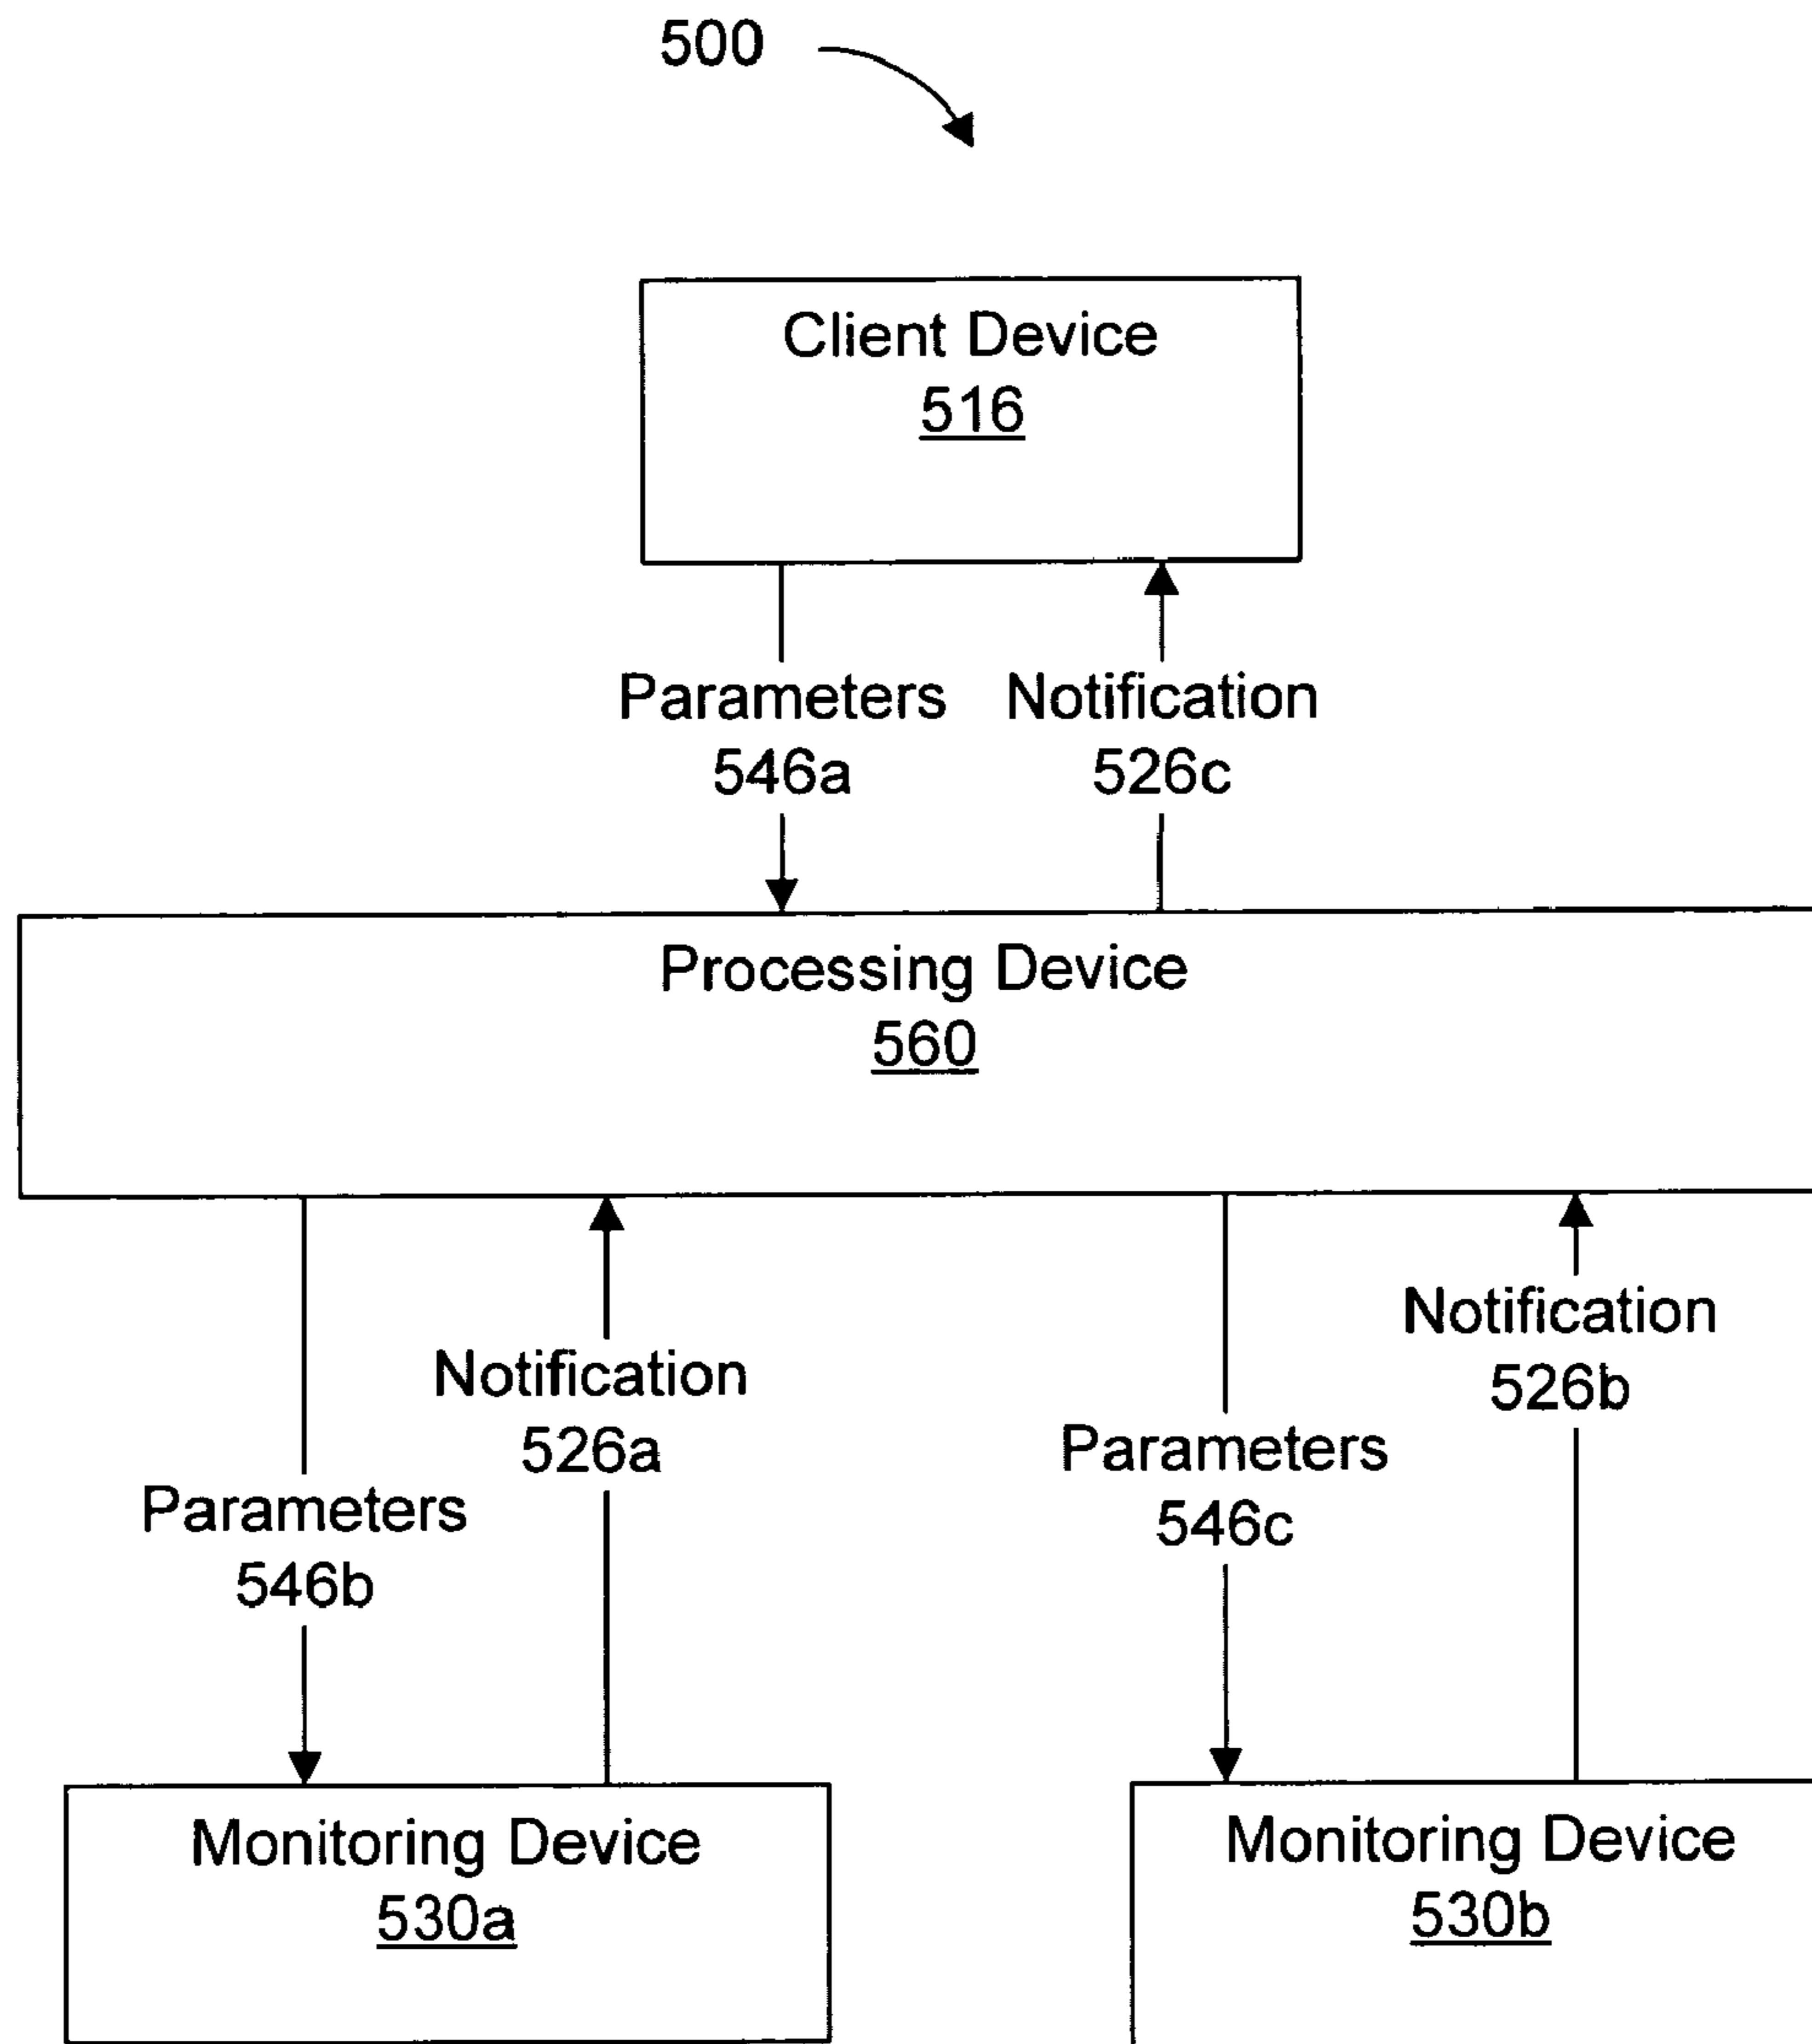 500
Client Device
516
Parameters
546a
Notification
526c
Processing Device
560
Notification
526a
Parameters
546b
Notification
526b
Parameters
546c
Monitoring Device
530a
Monitoring Device
530b